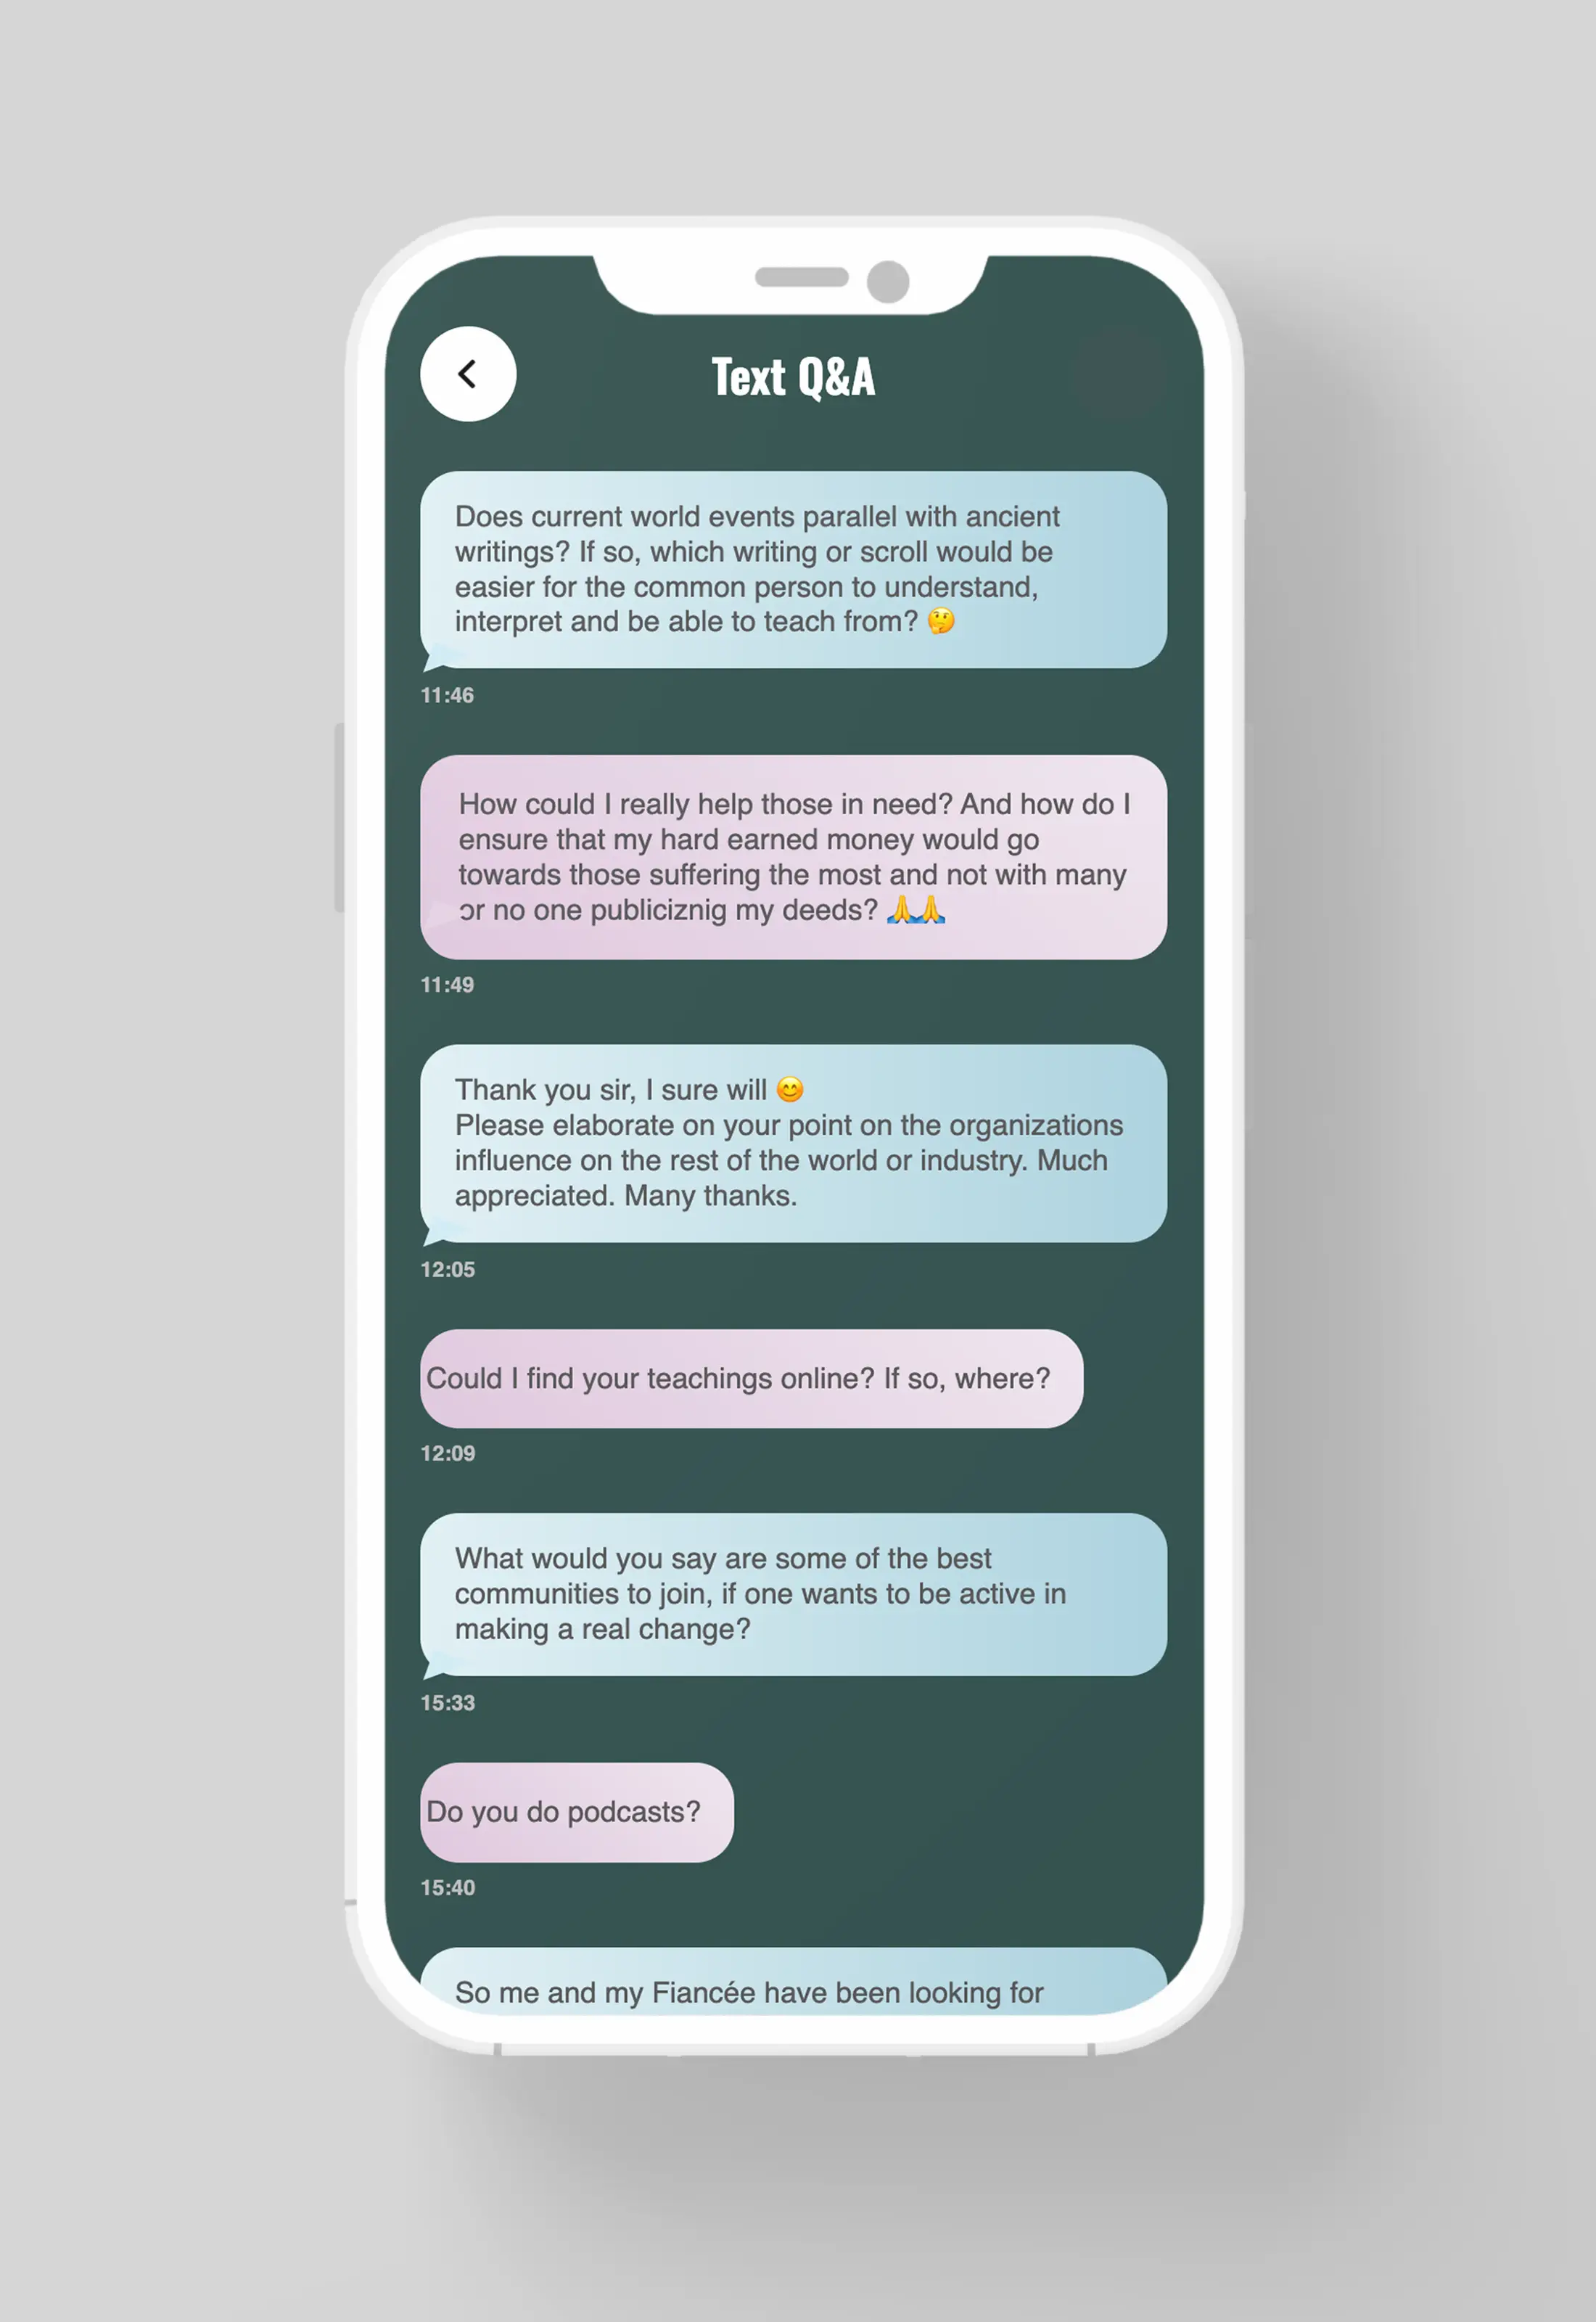 Text Q&A
Does current world events parallel with ancient
writings? If so, which writing or scroll would be
easier for the common person to understand,
interpret and be able to teach from? 🤔
11:46
How could I really help those in need? And how do I
ensure that my hard earned money would go
towards those suffering the most and not with many
or no one publiciznig my deeds? 🙏🙏
11:49
Thank you sir, I sure will 😊
Please elaborate on your point on the organizations
influence on the rest of the world or industry. Much
appreciated. Many thanks.
12:05
Could I find your teachings online? If so, where?
12:09
What would you say are some of the best
communities to join, if one wants to be active in
making a real change?
15:33
Do you do podcasts?
15:40
So me and my Fiancée have been looking for